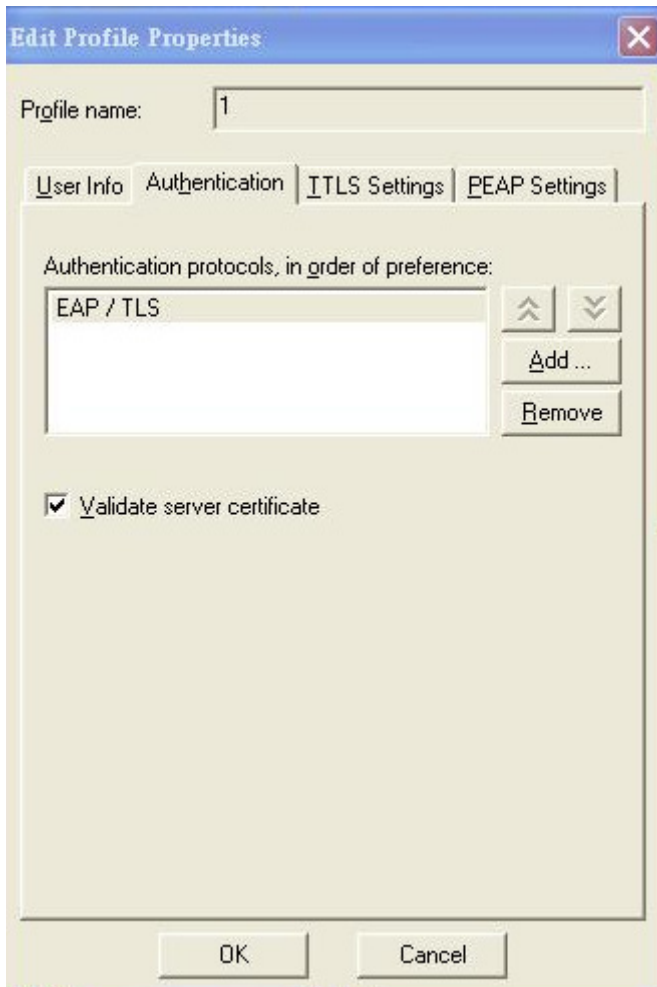 Edit Profile Properties
Profile name: 1
User Info Authentication TTLS Settings PEAP Settings
Authentication protocols, in order of preference:
EAP / TLS
Add ...
Remove
Validate server certificate
OK Cancel